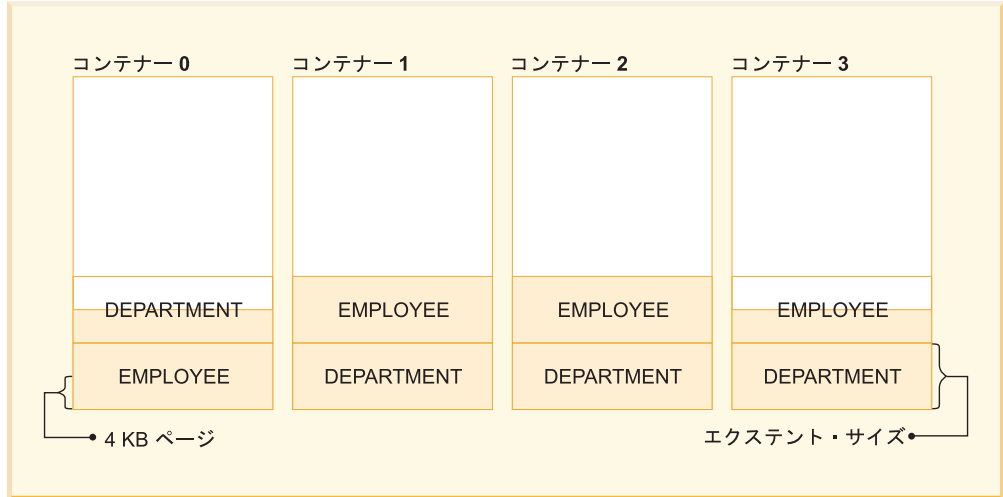 コンテナー 0
コンテナー 1
コンテナー 2
コンテナー 3
DEPARTMENT
EMPLOYEE
EMPLOYEE
EMPLOYEE
EMPLOYEE
DEPARTMENT
DEPARTMENT
DEPARTMENT
4 KB ページ
エクステント・サイズ